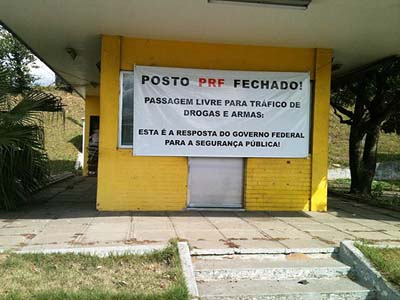 POSTO PRF FECHADO!
PASSAGEM LIVRE PARA TRÁFICO DE
DROGAS E ARMAS:
ESTA É A RESPOSTA DO GOVERNO FEDERAL
PARA A SEGURANÇA PÚBLICA!